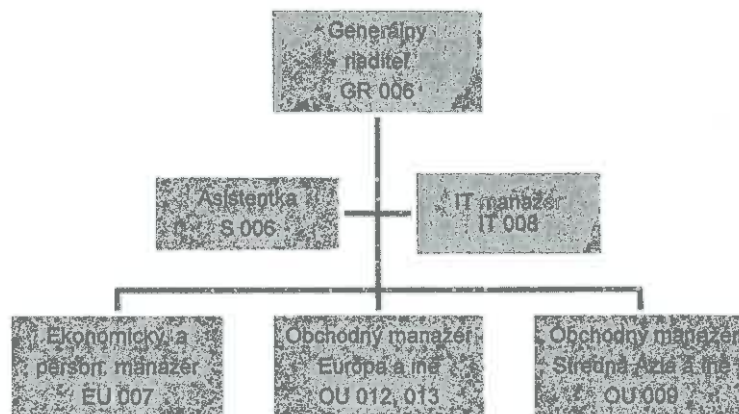 Generálny
riaditeľ
GR 006
Asistentka
S 006
IT manažér
IT 008
Ekonomický a
person. manažér
EU 007
Obchodný manažér
Európa a iné
OU 012, 013
Obchodný manažér
Stredná Ázia a iné
OU 009